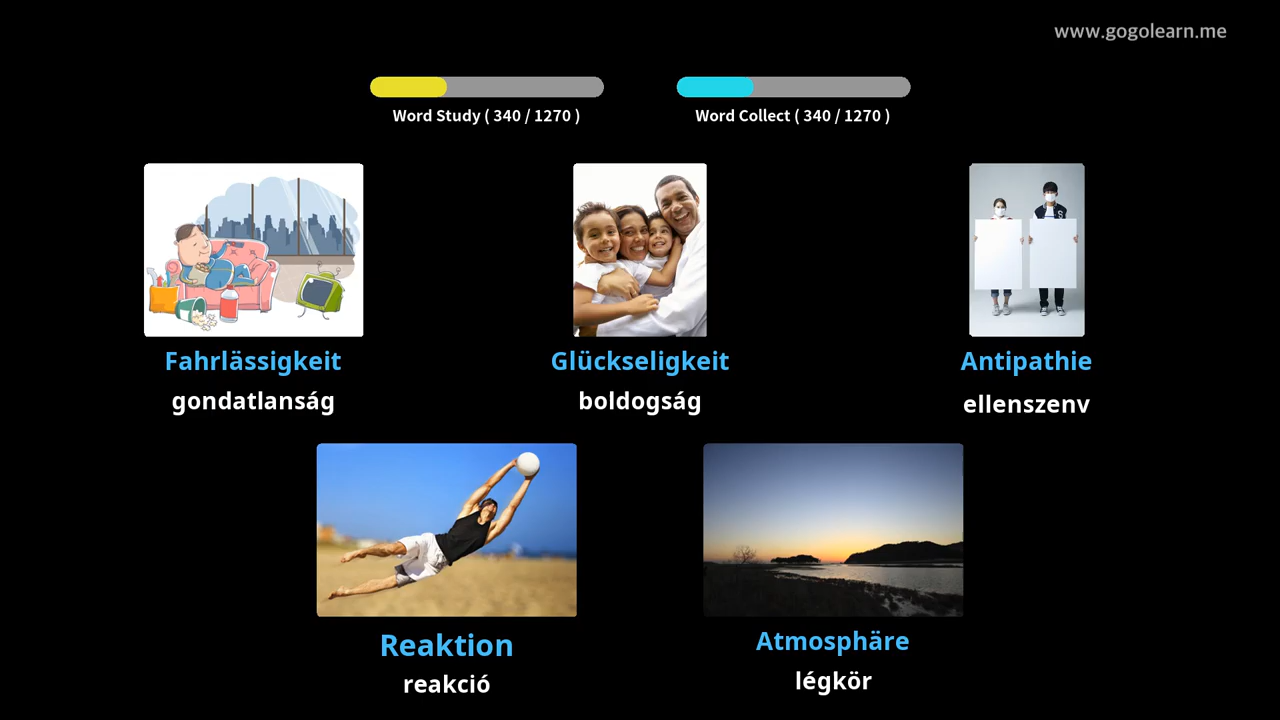 www.gogolearn.me
Word Study ( 340 / 1270 )
Word Collect ( 340 / 1270 )
Fahrlässigkeit
gondatlanság
Glückseligkeit
boldogság
Antipathie
ellenszenv
Reaktion
reakció
Atmosphäre
légkör